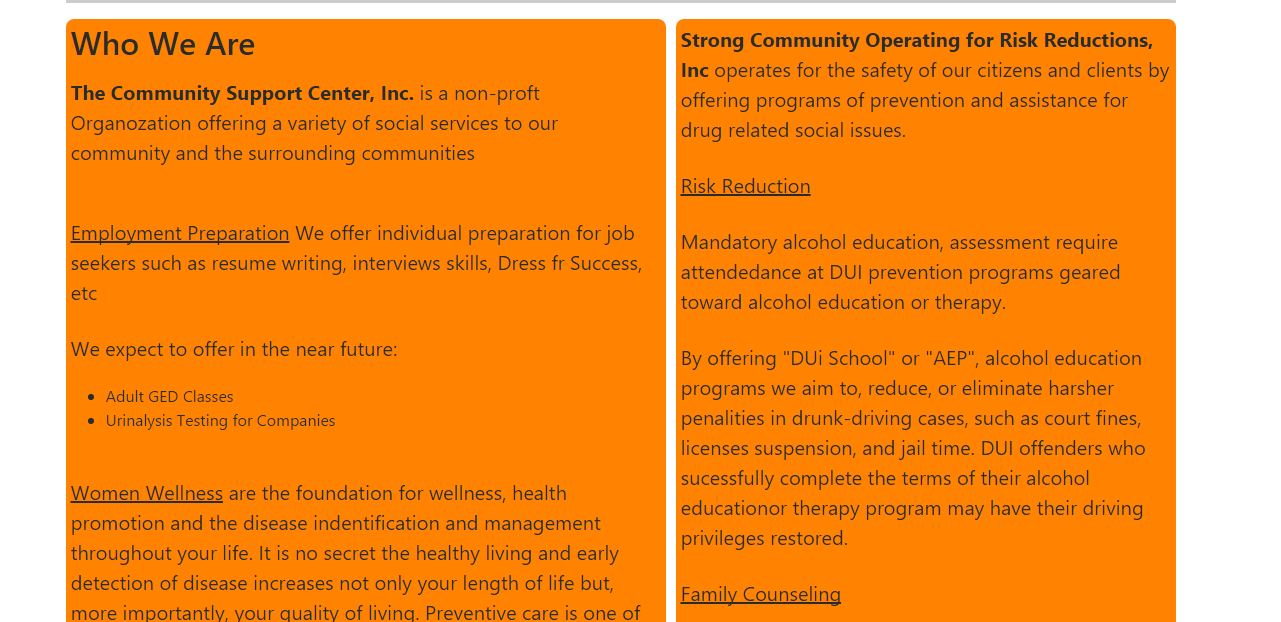 Who We Are
The Community Support Center, Inc. is a non-proft
Organozation offering a variety of social services to our
community and the surrounding communities
Employment Preparation We offer individual preparation for job
seekers such as resume writing, interviews skills, Dress fr Success,
etc
We expect to offer in the near future:
Adult GED Classes
Urinalysis Testing for Companies
Women Wellness are the foundation for wellness, health
promotion and the disease indentification and management
throughout your life. It is no secret the healthy living and early
detection of disease increases not only your length of life but,
more importantly, your quality of living. Preventive care is one of
Strong Community Operating for Risk Reductions,
Inc operates for the safety of our citizens and clients by
offering programs of prevention and assistance for
drug related social issues.
Risk Reduction
Mandatory alcohol education, assessment require
attendedance at DUI prevention programs geared
toward alcohol education or therapy.
By offering "DUi School" or "AEP", alcohol education
programs we aim to, reduce, or eliminate harsher
penalities in drunk-driving cases, such as court fines,
licenses suspension, and jail time. DUI offenders who
sucessfully complete the terms of their alcohol
educationor therapy program may have their driving
privileges restored.
Family Counseling